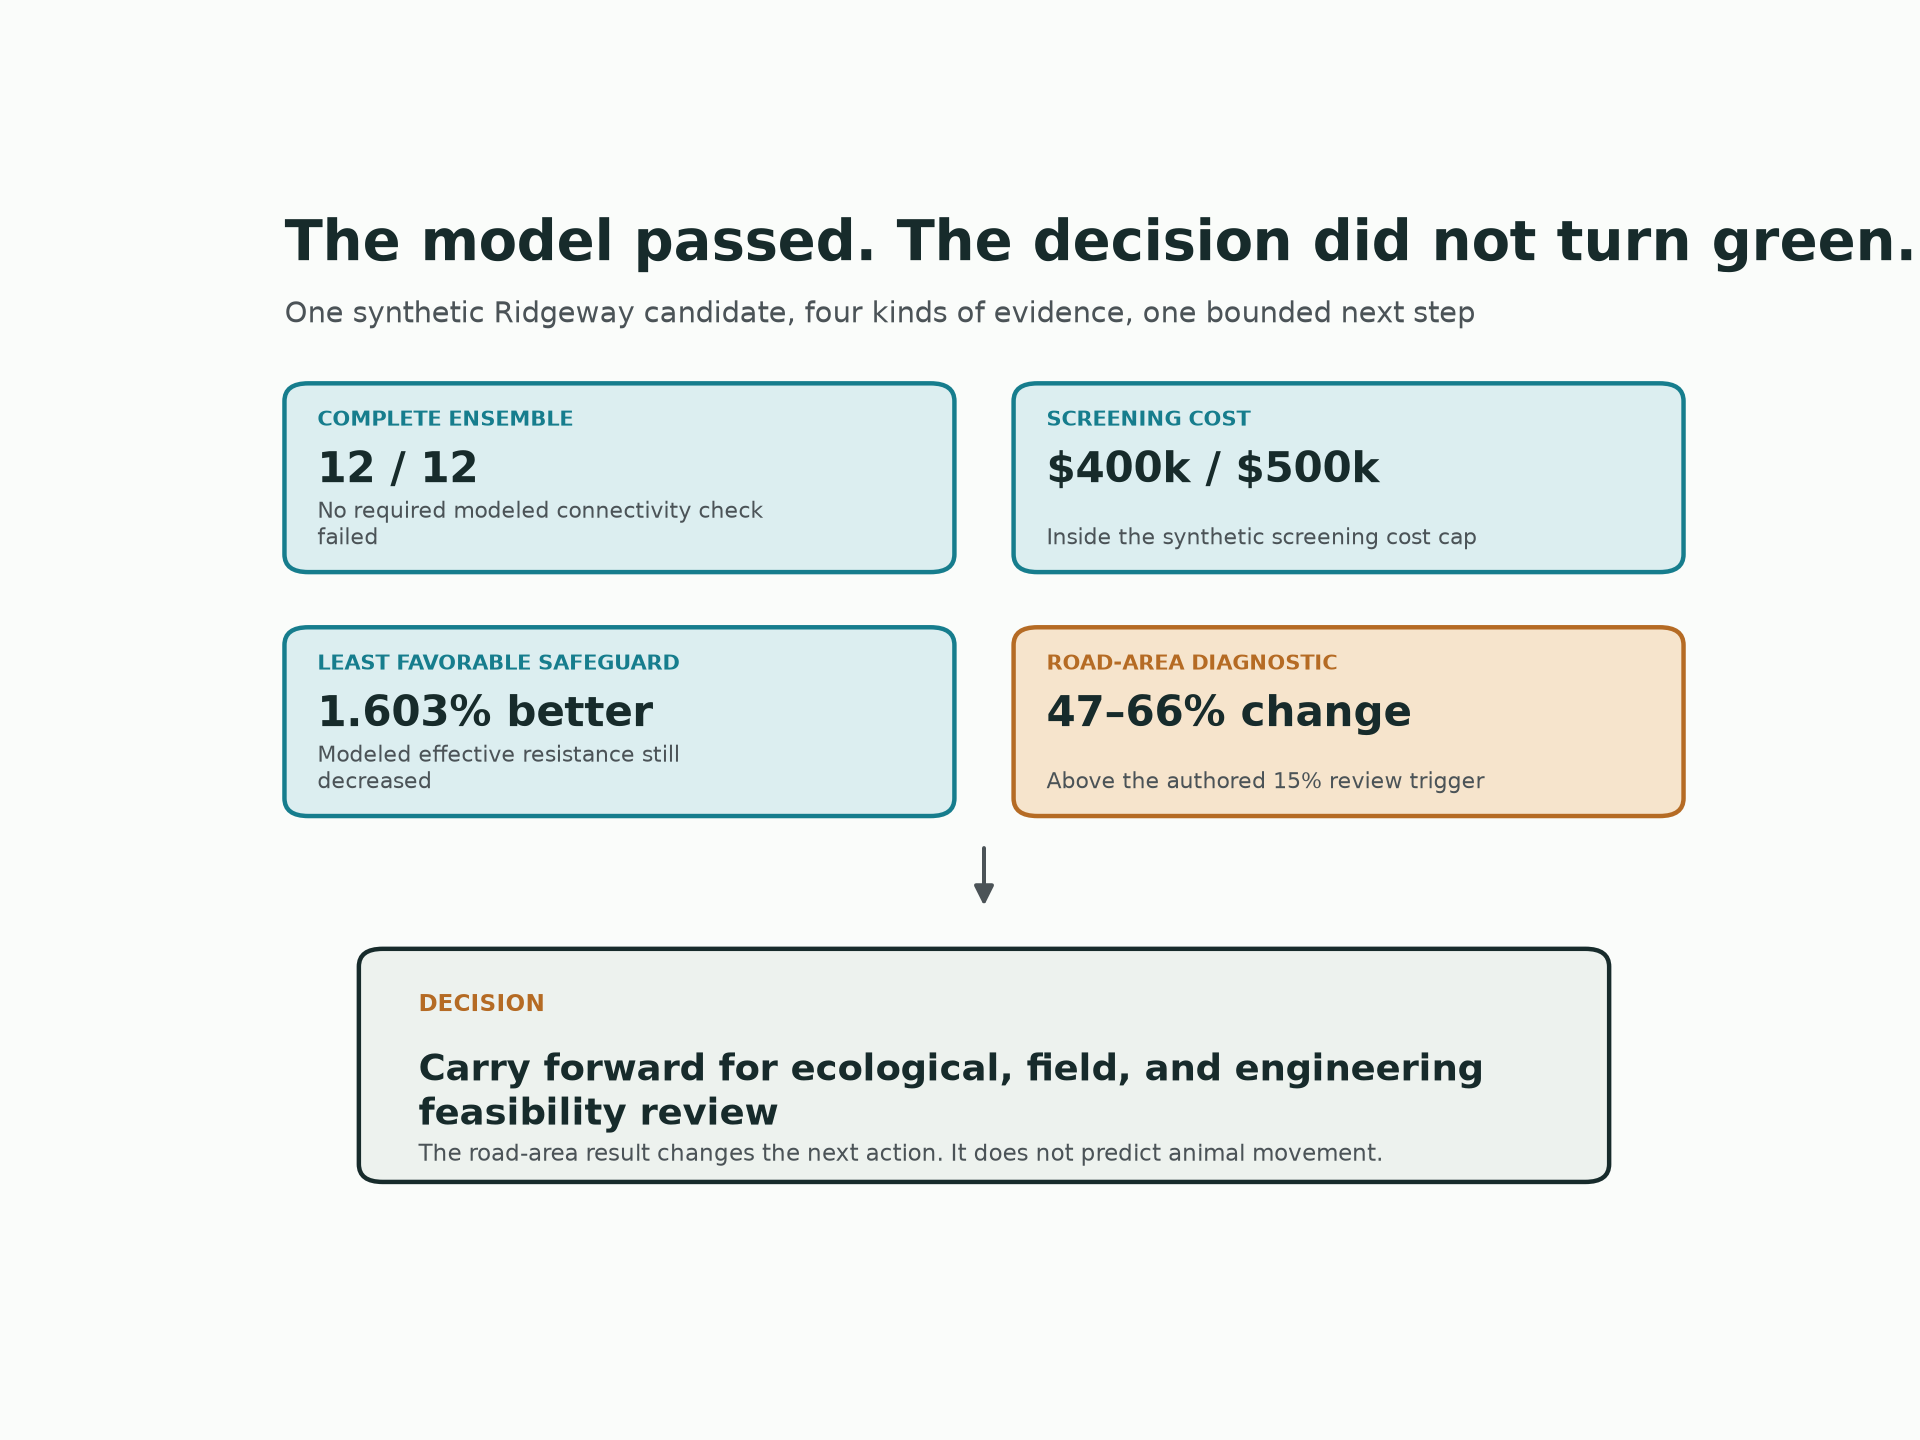 The model passed. The decision did not turn green.
One synthetic Ridgeway candidate, four kinds of evidence, one bounded next step
COMPLETE ENSEMBLE
12 / 12
No required modeled connectivity check
failed
SCREENING COST
$400k / $500k
Inside the synthetic screening cost cap
LEAST FAVORABLE SAFEGUARD
1.603% better
Modeled effective resistance still
decreased
ROAD-AREA DIAGNOSTIC
47–66% change
Above the authored 15% review trigger
DECISION
Carry forward for ecological, field, and engineering
feasibility review
The road-area result changes the next action. It does not predict animal movement.